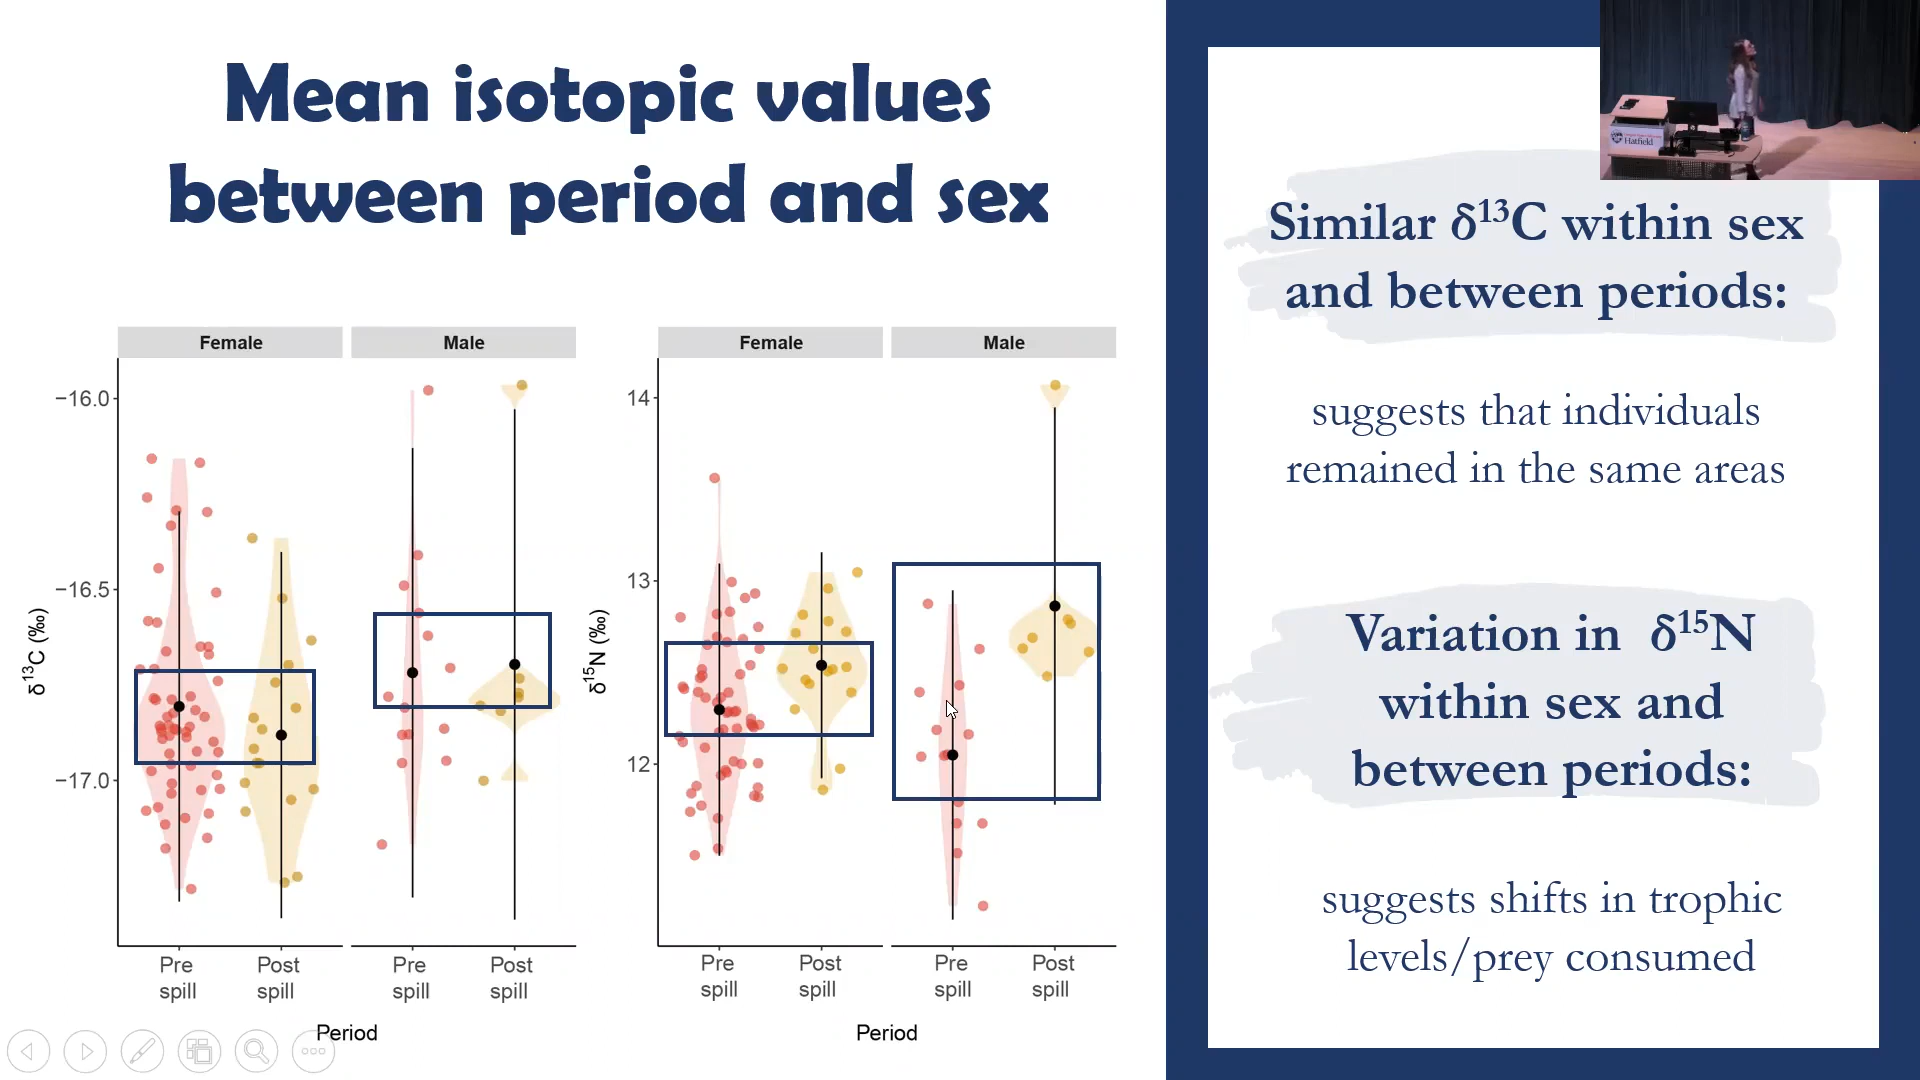 Mean isotopic values
between period and sex
Female
Male
−16.0
−16.5
−17.0
δ¹³C (‰)
Pre
spill
Post
spill
Pre
spill
Post
spill
Period
Female
Male
14
13
12
δ¹⁵N (‰)
Pre
spill
Post
spill
Pre
spill
Post
spill
Period
Similar δ¹³C within sex
and between periods:
suggests that individuals
remained in the same areas
Variation in δ¹⁵N
within sex and
between periods:
suggests shifts in trophic
levels/prey consumed
Hatfield